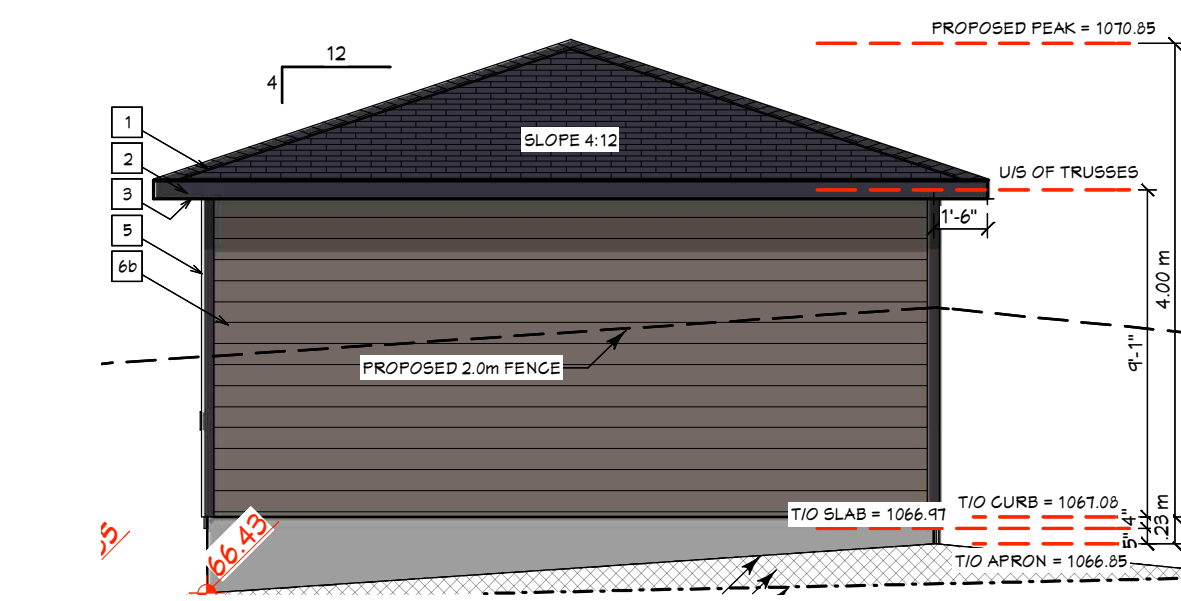 PROPOSED PEAK = 1070.85
12
4
1
SLOPE 4:12
2
U/S OF TRUSSES
3
1'-6"
5
6b
4.00 m
9'-1"
PROPOSED 2.0m FENCE
T/O CURB = 1067.08
T/O SLAB = 1066.97
4"
.23 m
5"
66.43
T/O APRON = 1066.85